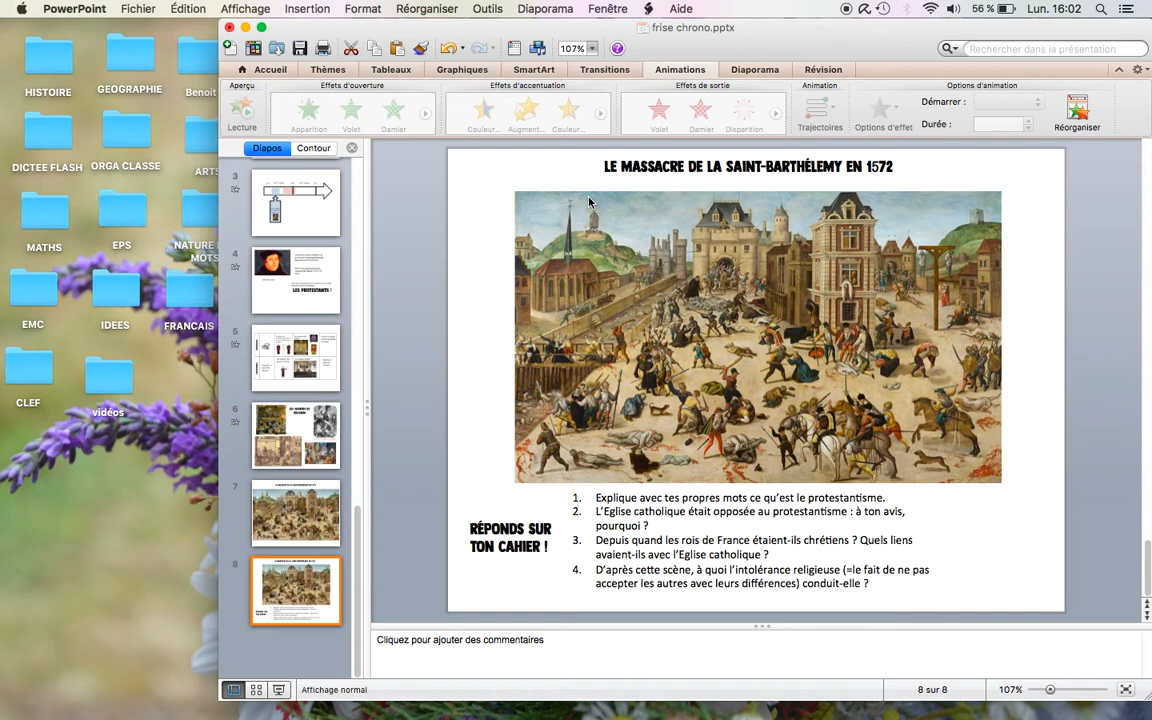 PowerPoint Fichier Édition Affichage Insertion Format Réorganiser Outils Diaporama Fenêtre Aide 56 % Lun. 16:02
frise chrono.pptx
107% Rechercher dans la présentation
Accueil Thèmes Tableaux Graphiques SmartArt Transitions Animations Diaporama Révision
Aperçu Effets d'ouverture Effets d'accentuation Effets de sortie Animation Options d'animation
Démarrer :
Durée :
Lecture Apparition Volet Damier Couleur... Augment... Couleur... Volet Damier Disparition Trajectoires Options d'effet Réorganiser
Diapos Contour
HISTOIRE GEOGRAPHIE Benoit
DICTEE FLASH ORGA CLASSE ARTS
MATHS EPS NATURE
MOTS
EMC IDEES FRANCAIS
CLEF vidéos
3
4
LES PROTESTANTS !
5
6
7
8
LE MASSACRE DE LA SAINT-BARTHÉLEMY EN 1572
RÉPONDS SUR
TON CAHIER !
1. Explique avec tes propres mots ce qu'est le protestantisme.
2. L'Eglise catholique était opposée au protestantisme : à ton avis,
pourquoi ?
3. Depuis quand les rois de France étaient-ils chrétiens ? Quels liens
avaient-ils avec l'Eglise catholique ?
4. D'après cette scène, à quoi l'intolérance religieuse (=le fait de ne pas
accepter les autres avec leurs différences) conduit-elle ?
Cliquez pour ajouter des commentaires
Affichage normal 8 sur 8 107%